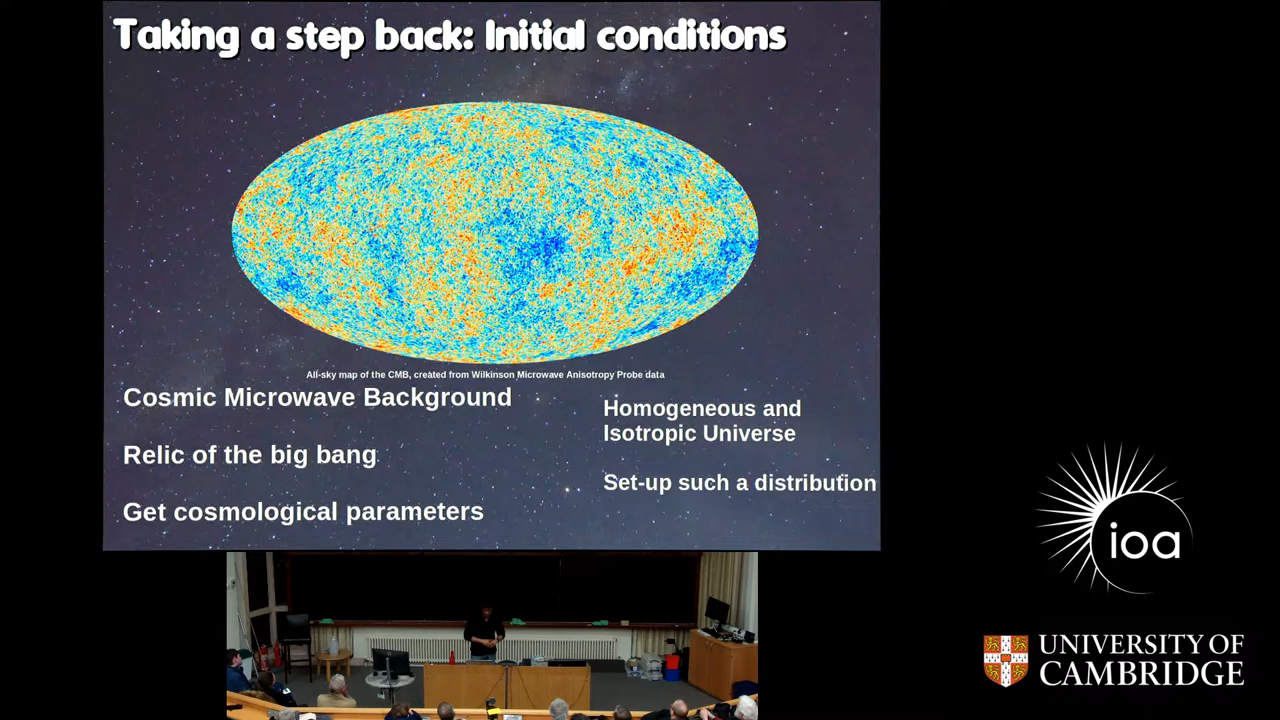 Taking a step back: Initial conditions
All-sky map of the CMB, created from Wilkinson Microwave Anisotropy Probe data
Cosmic Microwave Background
Relic of the big bang
Get cosmological parameters
Homogeneous and
Isotropic Universe
Set-up such a distribution
ioa
UNIVERSITY OF
CAMBRIDGE